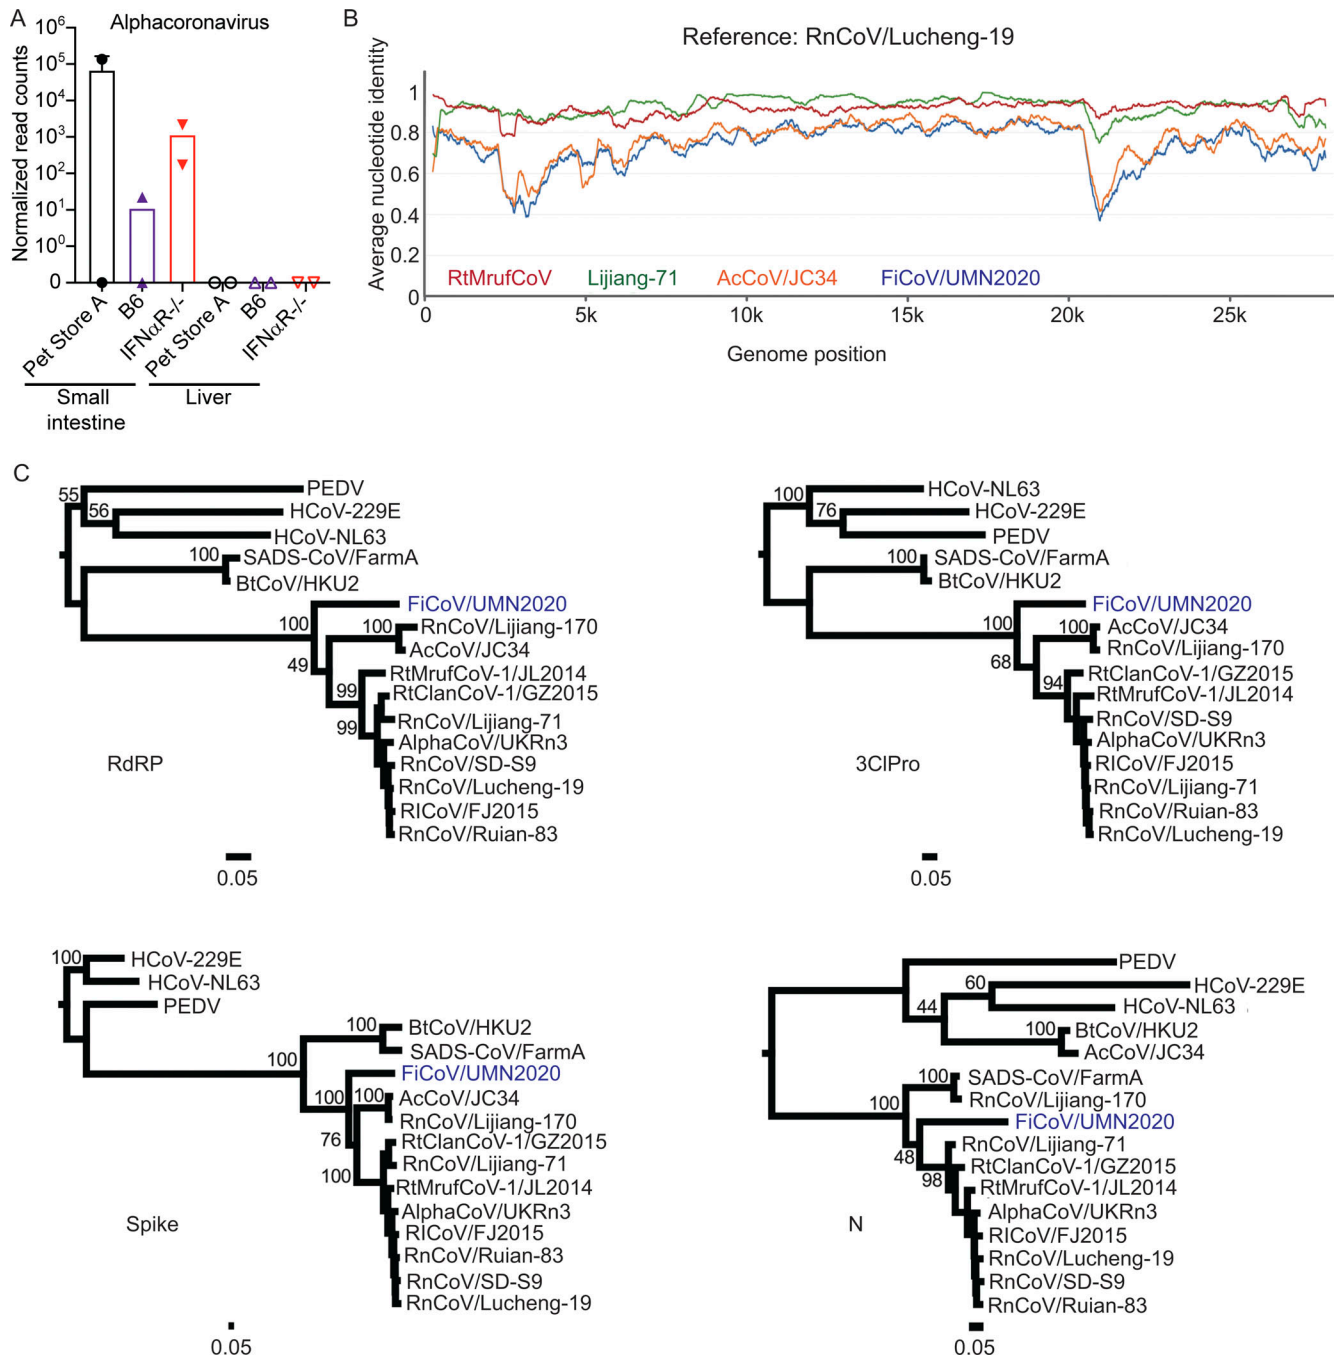 A
Alphacoronavirus
Normalized read counts
10^6
10^5
10^4
10^3
10^2
10^1
10^0
0
Pet Store A
B6
IFNαR-/-
Pet Store A
B6
IFNαR-/-
Small
intestine
Liver
B
Reference: RnCoV/Lucheng-19
Average nucleotide identity
1
0.8
0.6
0.4
0.2
0
RtMrufCoV
Lijiang-71
AcCoV/JC34
FiCoV/UMN2020
0
5k
10k
15k
20k
25k
Genome position
C
55
PEDV
56
HCoV-229E
HCoV-NL63
100
SADS-CoV/FarmA
BtCoV/HKU2
FiCoV/UMN2020
100
100
RnCoV/Lijiang-170
AcCoV/JC34
49
RtMrufCoV-1/JL2014
99
RtClanCoV-1/GZ2015
RnCoV/Lijiang-71
99
AlphaCoV/UKRn3
RnCoV/SD-S9
RnCoV/Lucheng-19
RICoV/FJ2015
RnCoV/Ruian-83
RdRP
0.05
HCoV-NL63
100
76
HCoV-229E
PEDV
100
SADS-CoV/FarmA
BtCoV/HKU2
FiCoV/UMN2020
100
100
AcCoV/JC34
RnCoV/Lijiang-170
68
RtClanCoV-1/GZ2015
94
RtMrufCoV-1/JL2014
RnCoV/SD-S9
AlphaCoV/UKRn3
RICoV/FJ2015
RnCoV/Lijiang-71
RnCoV/Ruian-83
RnCoV/Lucheng-19
3ClPro
0.05
100
HCoV-229E
HCoV-NL63
PEDV
100
BtCoV/HKU2
SADS-CoV/FarmA
100
FiCoV/UMN2020
100
100
AcCoV/JC34
RnCoV/Lijiang-170
76
RtClanCoV-1/GZ2015
RnCoV/Lijiang-71
100
RtMrufCoV-1/JL2014
AlphaCoV/UKRn3
RICoV/FJ2015
RnCoV/Ruian-83
RnCoV/SD-S9
RnCoV/Lucheng-19
Spike
0.05
PEDV
60
HCoV-229E
44
HCoV-NL63
100
BtCoV/HKU2
AcCoV/JC34
100
SADS-CoV/FarmA
RnCoV/Lijiang-170
100
FiCoV/UMN2020
RnCoV/Lijiang-71
48
RtClanCoV-1/GZ2015
98
RtMrufCoV-1/JL2014
AlphaCoV/UKRn3
RICoV/FJ2015
RnCoV/Lucheng-19
RnCoV/SD-S9
RnCoV/Ruian-83
N
0.05